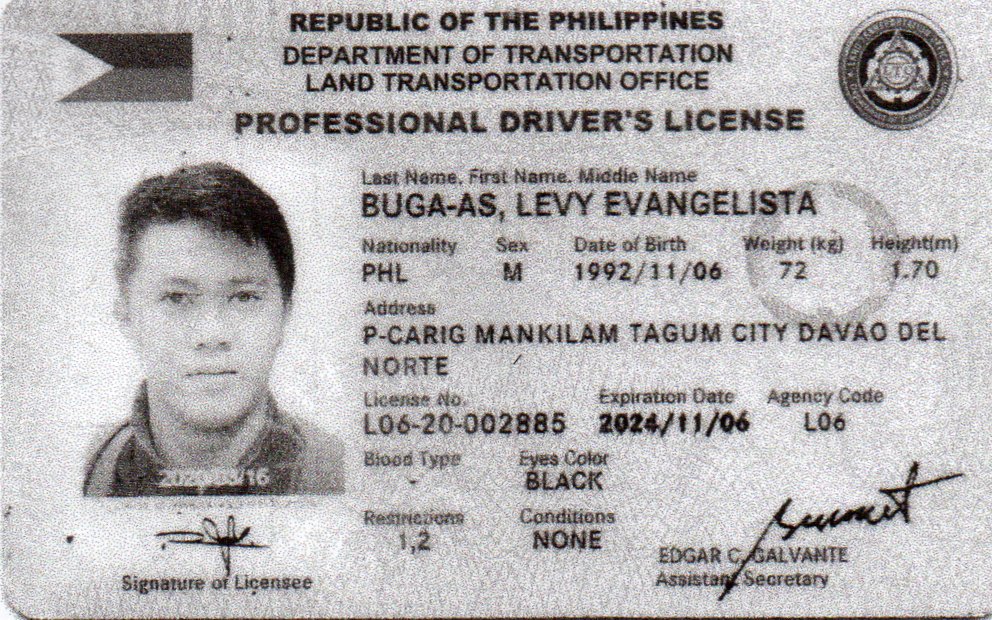 REPUBLIC OF THE PHILIPPINES
DEPARTMENT OF TRANSPORTATION
LAND TRANSPORTATION OFFICE
PROFESSIONAL DRIVER'S LICENSE
Last Name, First Name, Middle Name
BUGA-AS, LEVY EVANGELISTA
Nationality Sex Date of Birth Weight (kg) Height(m)
PHL M 1992/11/06 72 1.70
Address
P-CARIG MANKILAM TAGUM CITY DAVAO DEL
NORTE
License No. Expiration Date Agency Code
L06-20-002885 2024/11/06 L06
Blood Type Eyes Color
- BLACK
Restrictions Conditions
1,2 NONE
EDGAR C. GALVANTE
Assistant Secretary
Signature of Licensee